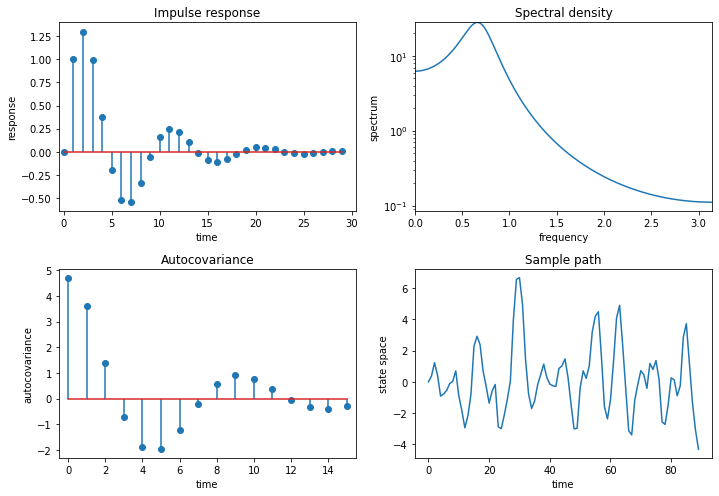 Impulse response
1.25
1.00
0.75
0.50
0.25
0.00
−0.25
−0.50
response
0 5 10 15 20 25 30
time
Spectral density
10¹
10⁰
10⁻¹
spectrum
0.0 0.5 1.0 1.5 2.0 2.5 3.0
frequency
Autocovariance
5
4
3
2
1
0
−1
−2
autocovariance
0 2 4 6 8 10 12 14
time
Sample path
6
4
2
0
−2
−4
state space
0 20 40 60 80
time